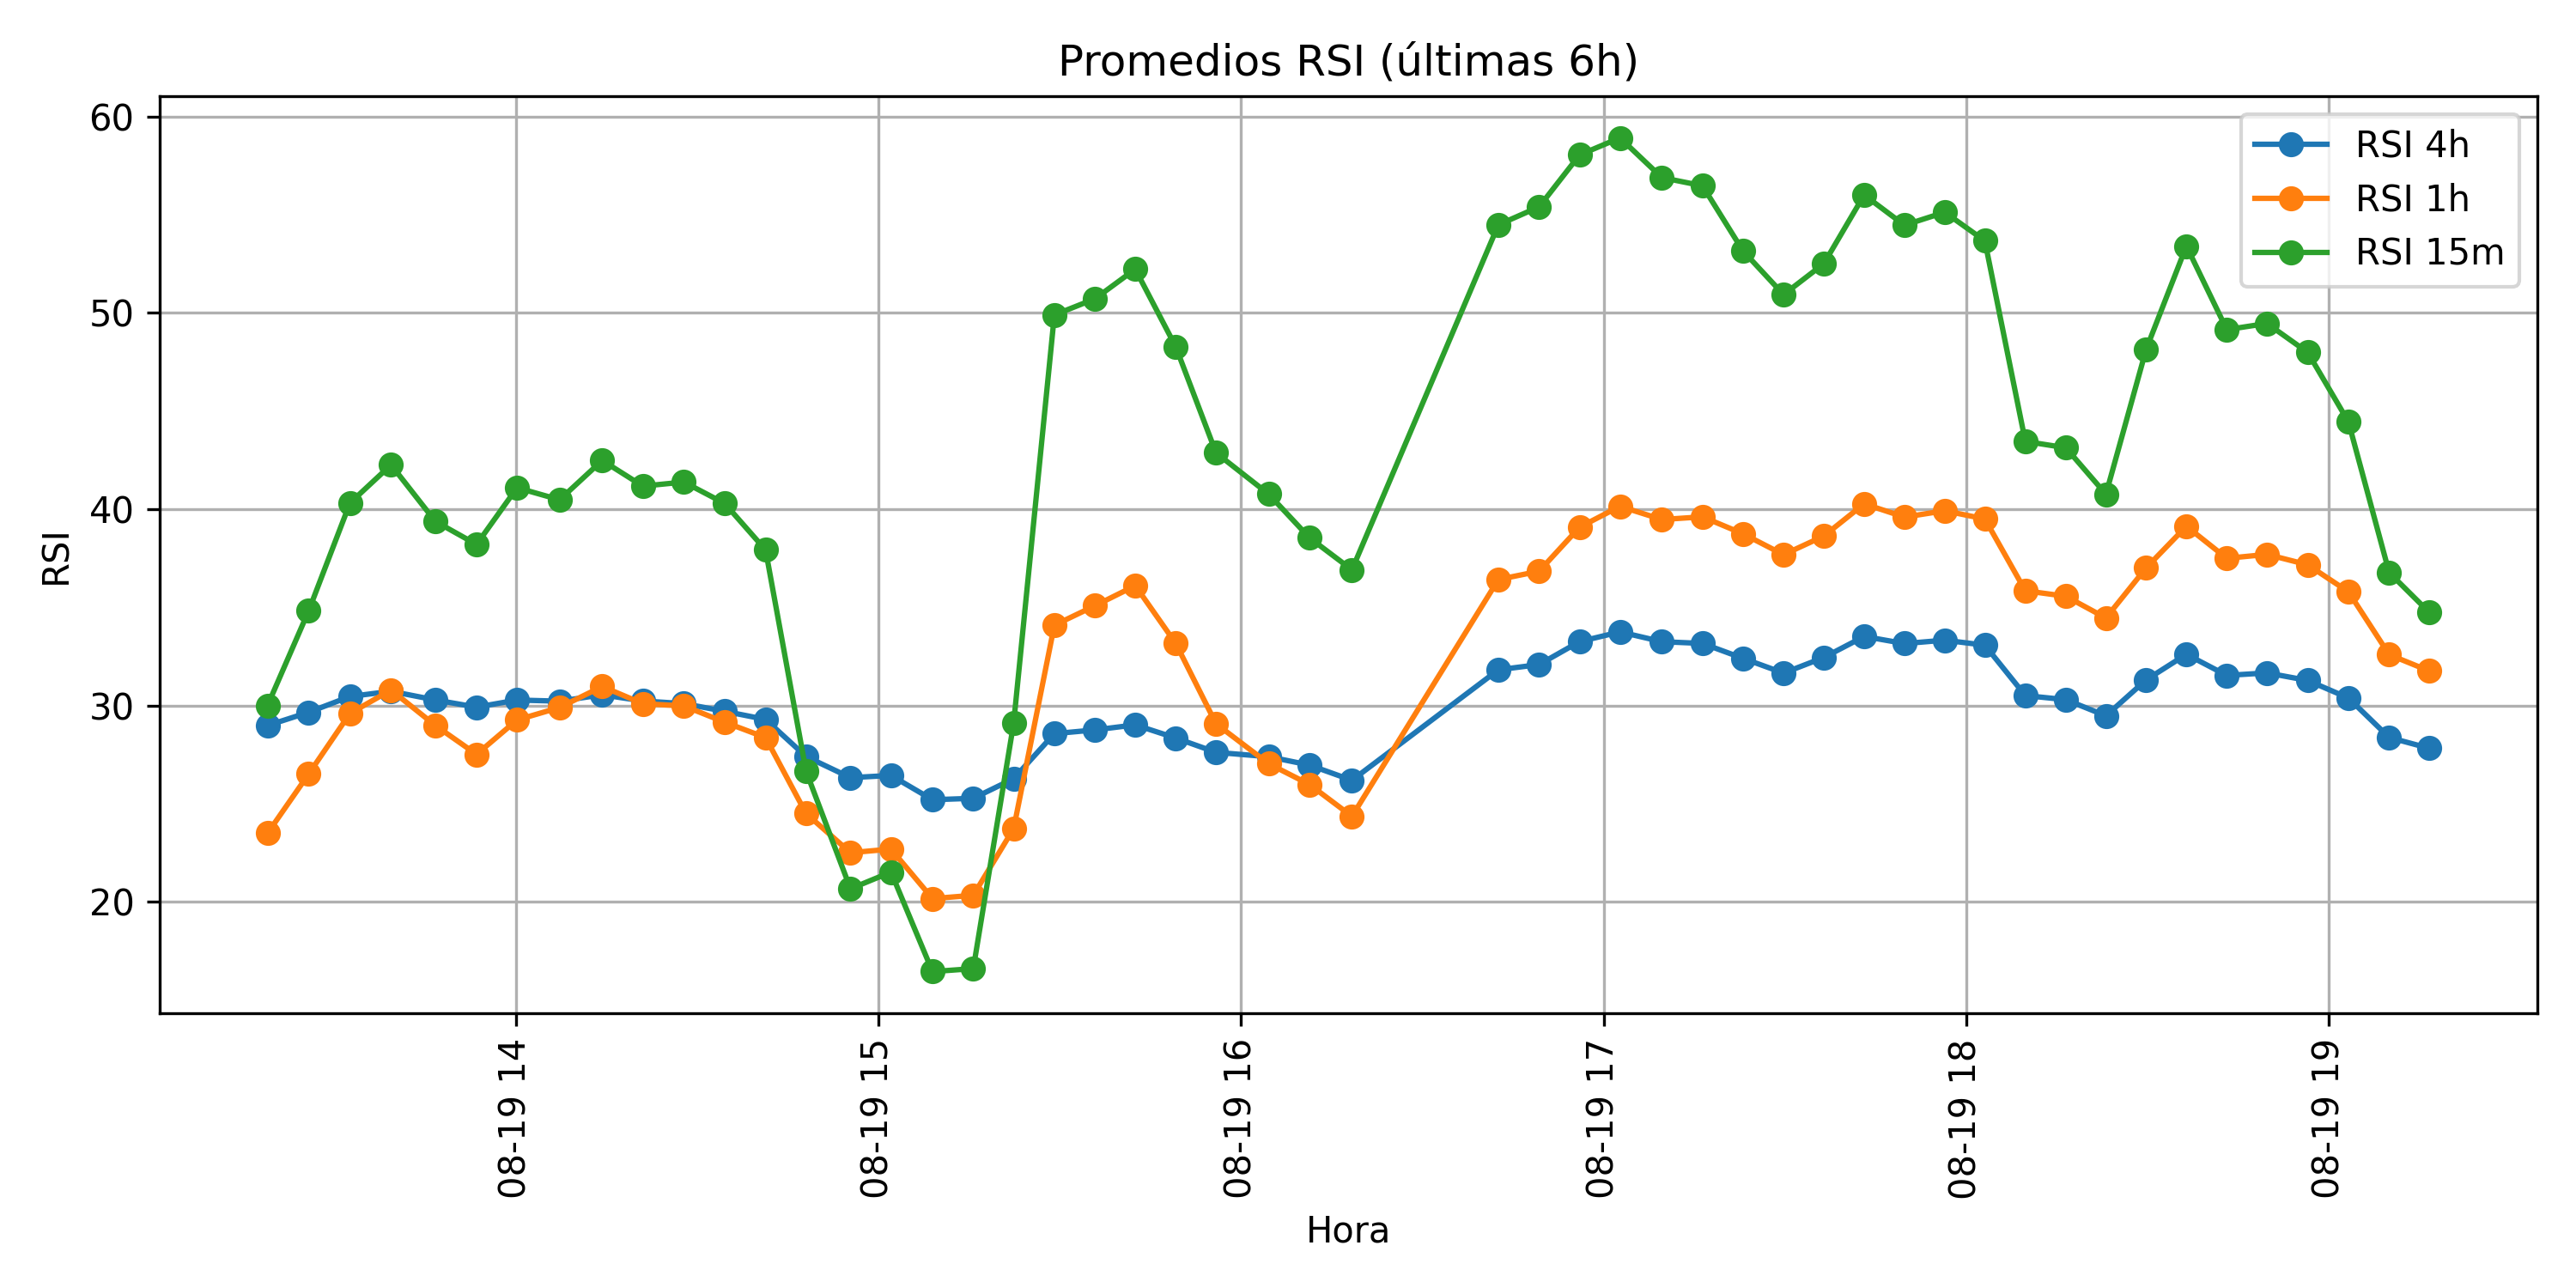 Promedios RSI (últimas 6h)
60
50
40
30
20
RSI
RSI 4h
RSI 1h
RSI 15m
08-19 14
08-19 15
08-19 16
08-19 17
08-19 18
08-19 19
Hora